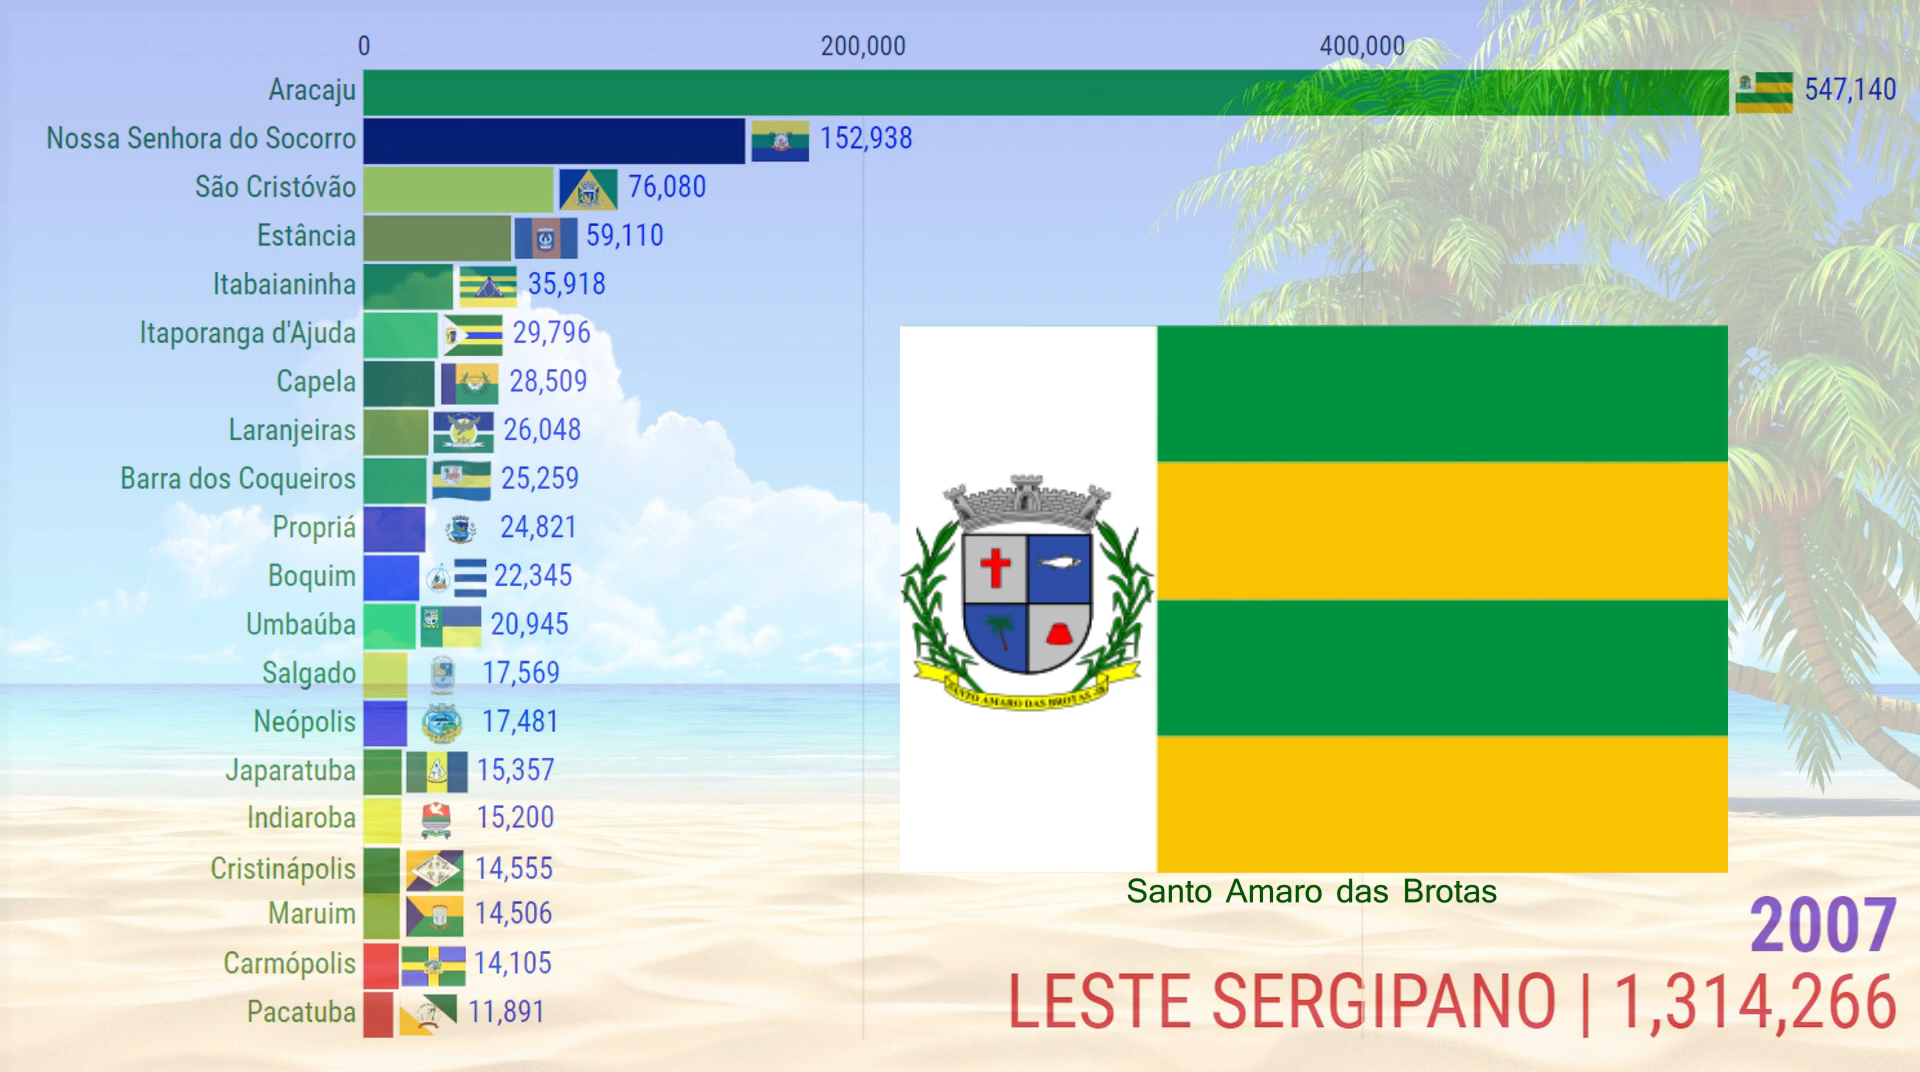 0 200,000 400,000
Aracaju 547,140
Nossa Senhora do Socorro 152,938
São Cristóvão 76,080
Estância 59,110
Itabaianinha 35,918
Itaporanga d'Ajuda 29,796
Capela 28,509
Laranjeiras 26,048
Barra dos Coqueiros 25,259
Propriá 24,821
Boquim 22,345
Umbaúba 20,945
Salgado 17,569
Neópolis 17,481
Japaratuba 15,357
Indiaroba 15,200
Cristinápolis 14,555
Maruim 14,506
Carmópolis 14,105
Pacatuba 11,891
SANTO AMARO DAS BROTAS
Santo Amaro das Brotas
2007
LESTE SERGIPANO | 1,314,266